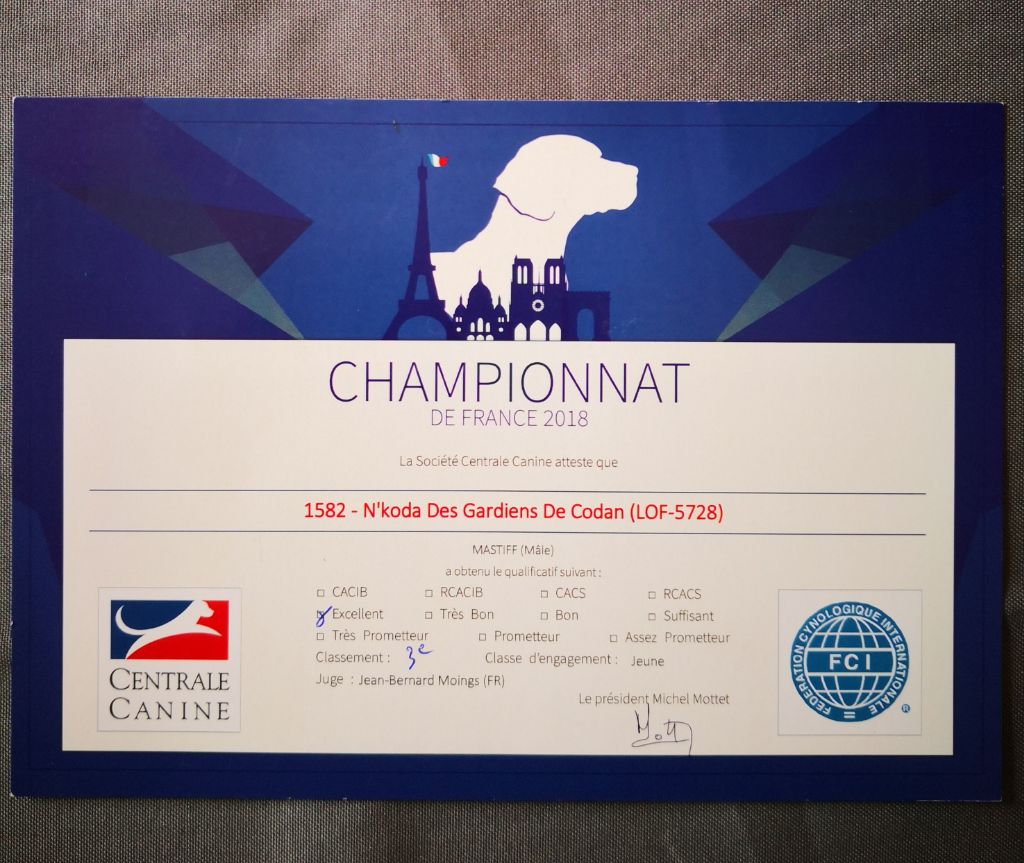 CHAMPIONNAT
DE FRANCE 2018
La Société Centrale Canine atteste que
1582 - N'koda Des Gardiens De Codan (LOF-5728)
MASTIFF (Mâle)
a obtenu le qualificatif suivant :
CACIB RCACIB CACS RCACS
Excellent Très Bon Bon Suffisant
Très Prometteur Prometteur Assez Prometteur
Classement : 3e Classe d'engagement : Jeune
Juge : Jean-Bernard Moings (FR)
Le président Michel Mottet
Mott
CENTRALE
CANINE
FEDERATION CYNOLOGIQUE INTERNATIONALE
FCI
®